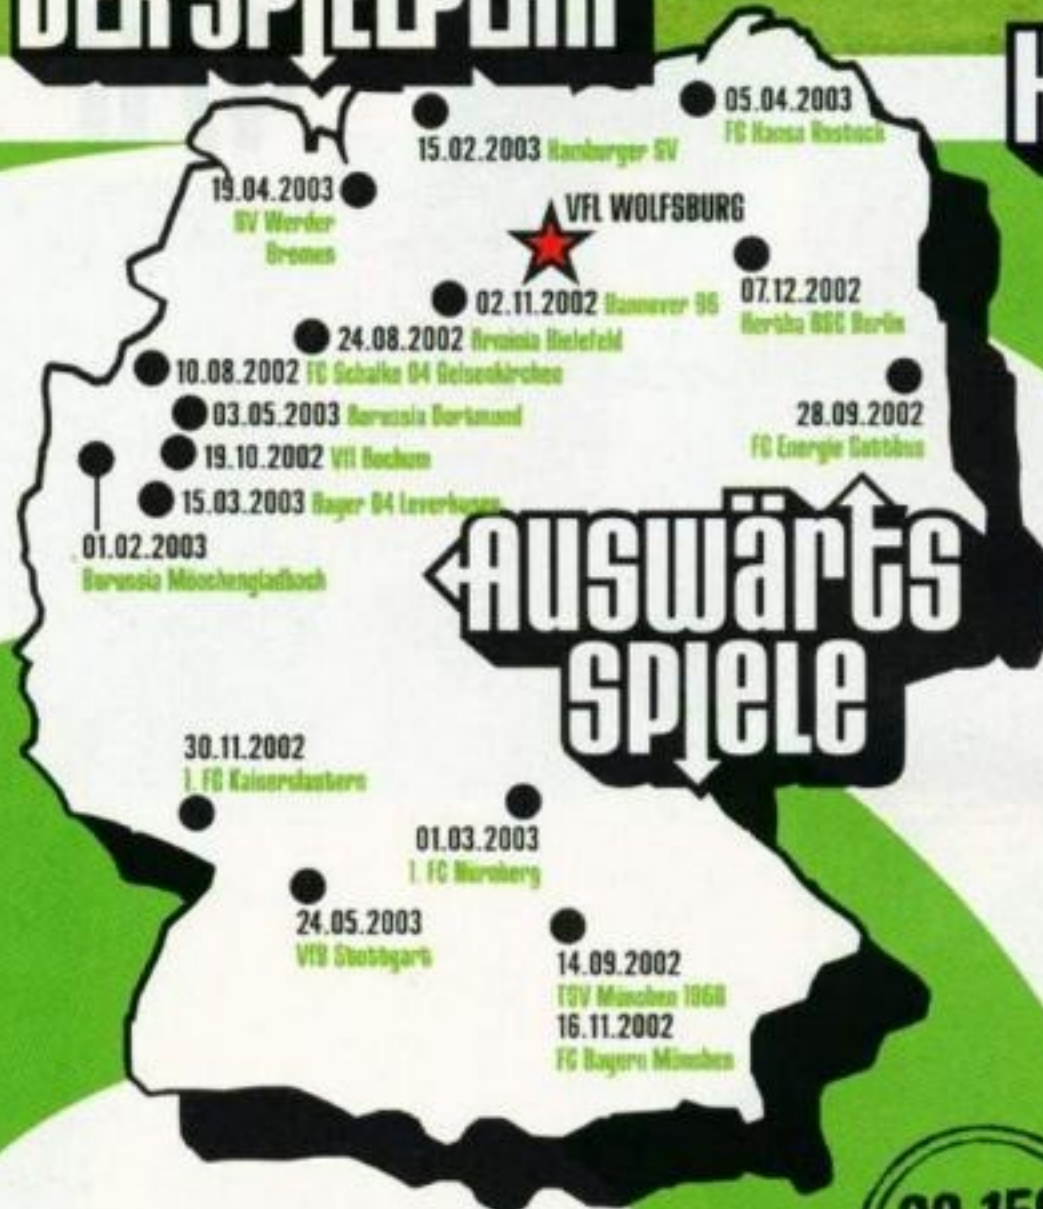 DER SPIELPLAN
05.04.2003
FC Hansa Rostock
15.02.2003 Hamburger SV
19.04.2003
SV Werder
Bremen
VFL WOLFSBURG
07.12.2002
Hertha BSC Berlin
02.11.2002 Hannover 96
24.08.2002 Arminia Bielefeld
10.08.2002 FC Schalke 04 Gelsenkirchen
28.09.2002
FC Energie Cottbus
03.05.2003 Borussia Dortmund
19.10.2002 Vfl Bochum
15.03.2003 Bayer 04 Leverkusen
01.02.2003
Borussia Mönchengladbach
AUSWÄRTS
SPIELE
30.11.2002
1. FC Kaiserslautern
01.03.2003
1. FC Nürnberg
24.05.2003
VfB Stuttgart
14.09.2002
TSV München 1860
16.11.2002
FC Bayern München